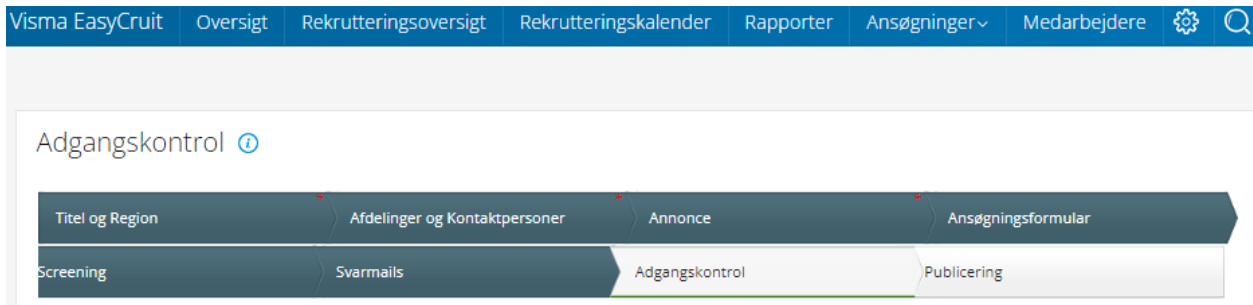 Visma EasyCruit Oversigt Rekrutteringsoversigt Rekrutteringskalender Rapporter Ansøgninger Medarbejdere
Adgangskontrol
Titel og Region * Afdelinger og Kontaktpersoner * Annonce * Ansøgningsformular
Screening Svarmails Adgangskontrol Publicering